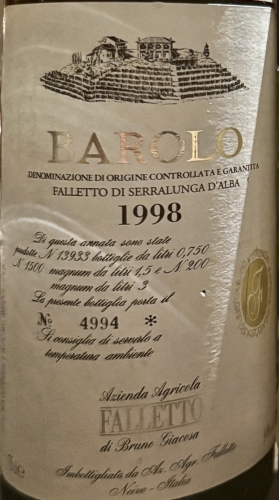 BAROLO
DENOMINAZIONE DI ORIGINE CONTROLLATA E GARANTITA
FALLETTO DI SERRALUNGA D'ALBA
1998
Di questa annata sono state
prodotte N° 13933 bottiglie da litri 0,750
N° 1500 magnum da litri 1,5 e N° 200
magnum da litri 3
La presente bottiglia porta il
N° 4994 *
Si consiglia di servirlo a
temperatura ambiente
Azienda Agricola
FALLETTO
di Bruno Giacosa
Imbottigliato da Az. Agr. Falletto
Neive - Italia